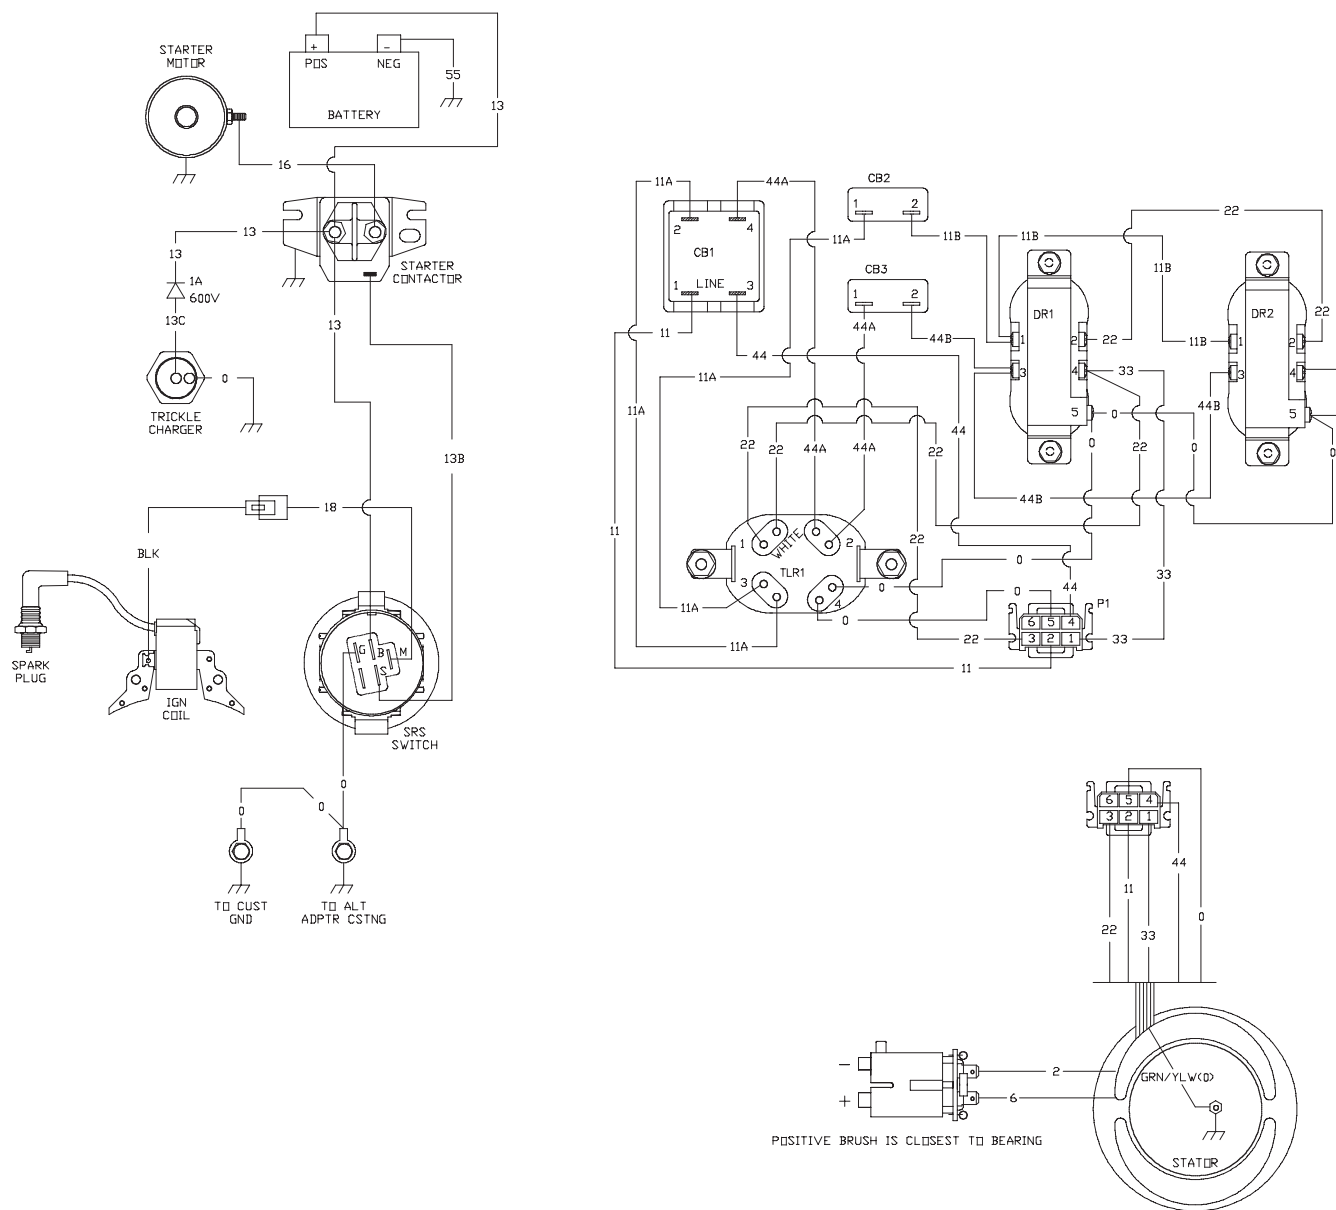 STARTER
MOTOR
+
-
POS
NEG
BATTERY
55
13
16
13
13
1A
600V
13C
STARTER
CONTACTOR
13
0
TRICKLE
CHARGER
13B
18
BLK
SPARK
PLUG
IGN
COIL
G
B
M
S
SRS
SWITCH
0
0
0
TO CUST
GND
TO ALT
ADPTR CSTNG
11A
44A
CB2
1
2
2
4
CB1
LINE
1
3
11A
11B
CB3
1
2
11
44
44A
44B
11A
11A
11B
22
11B
11B
22
DR1
1
2
3
4
5
22
33
0
0
0
22
DR2
1
2
3
4
5
44B
0
44
22
22
44A
44A
22
22
44B
11
22
33
0
0
44
1
WHITE
2
TLR1
3
4
0
0
11A
11A
P1
6
5
4
3
2
1
22
33
11
6
5
4
3
2
1
44
11
0
22
33
-
+
2
6
GRN/YLW(0)
POSITIVE BRUSH IS CLOSEST TO BEARING
STATOR